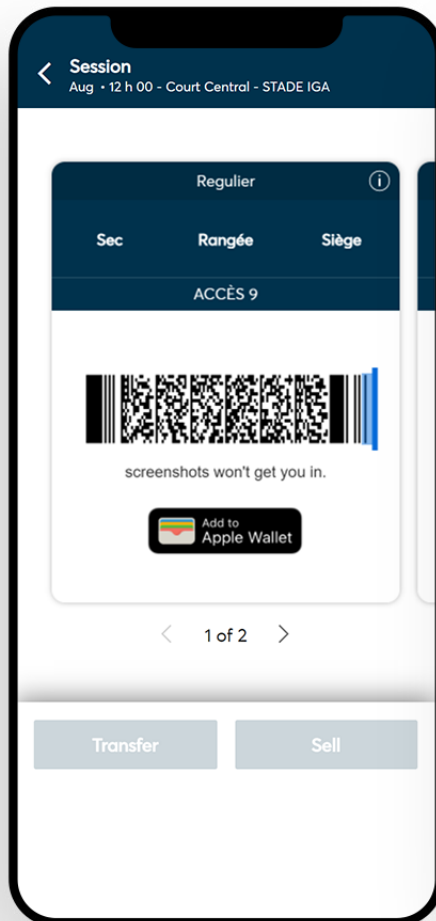 Session
Aug • 12 h 00 - Court Central - STADE IGA
Regulier
Sec Rangée Siège
ACCÈS 9
screenshots won't get you in.
Add to
Apple Wallet
1 of 2
Transfer Sell